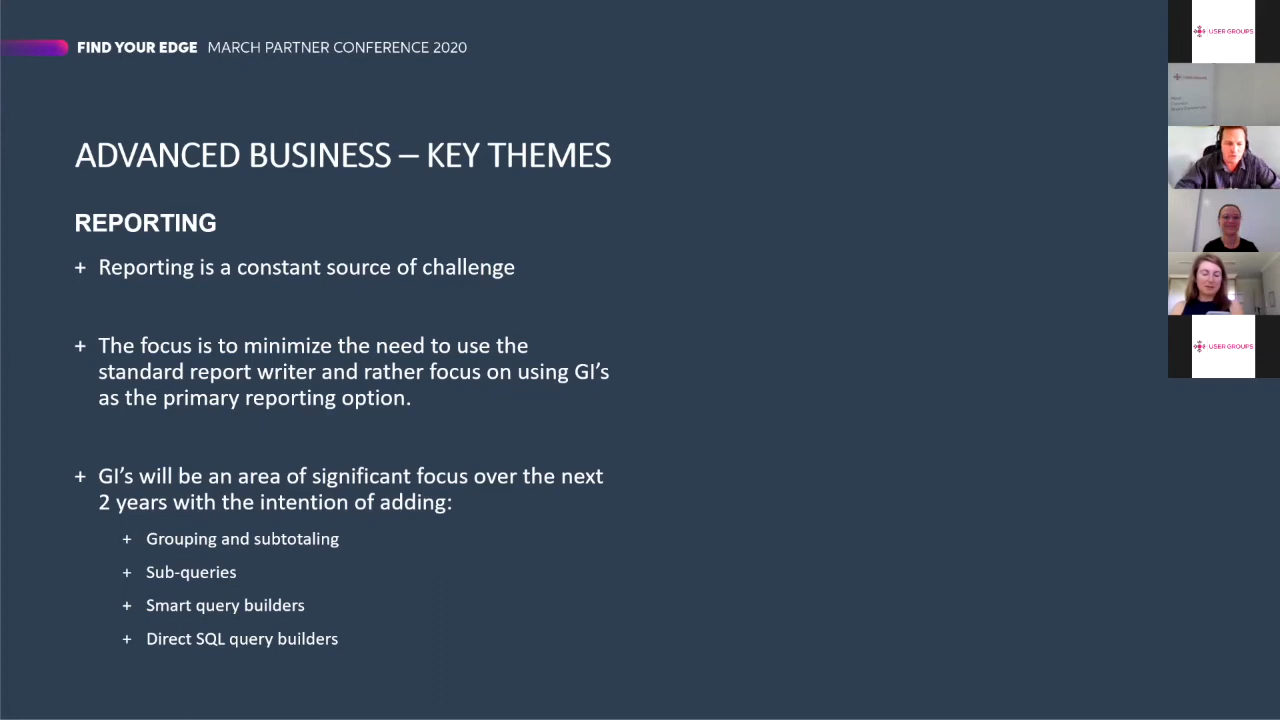 FIND YOUR EDGE MARCH PARTNER CONFERENCE 2020
ADVANCED BUSINESS – KEY THEMES
REPORTING
+ Reporting is a constant source of challenge
+ The focus is to minimize the need to use the
standard report writer and rather focus on using GI's
as the primary reporting option.
+ GI's will be an area of significant focus over the next
2 years with the intention of adding:
+ Grouping and subtotaling
+ Sub-queries
+ Smart query builders
+ Direct SQL query builders
USER GROUPS
USER GROUPS